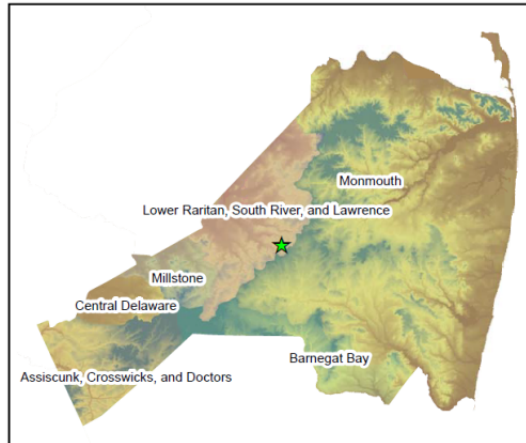 Monmouth
Lower Raritan, South River, and Lawrence
Millstone
Central Delaware
Barnegat Bay
Assiscunk, Crosswicks, and Doctors